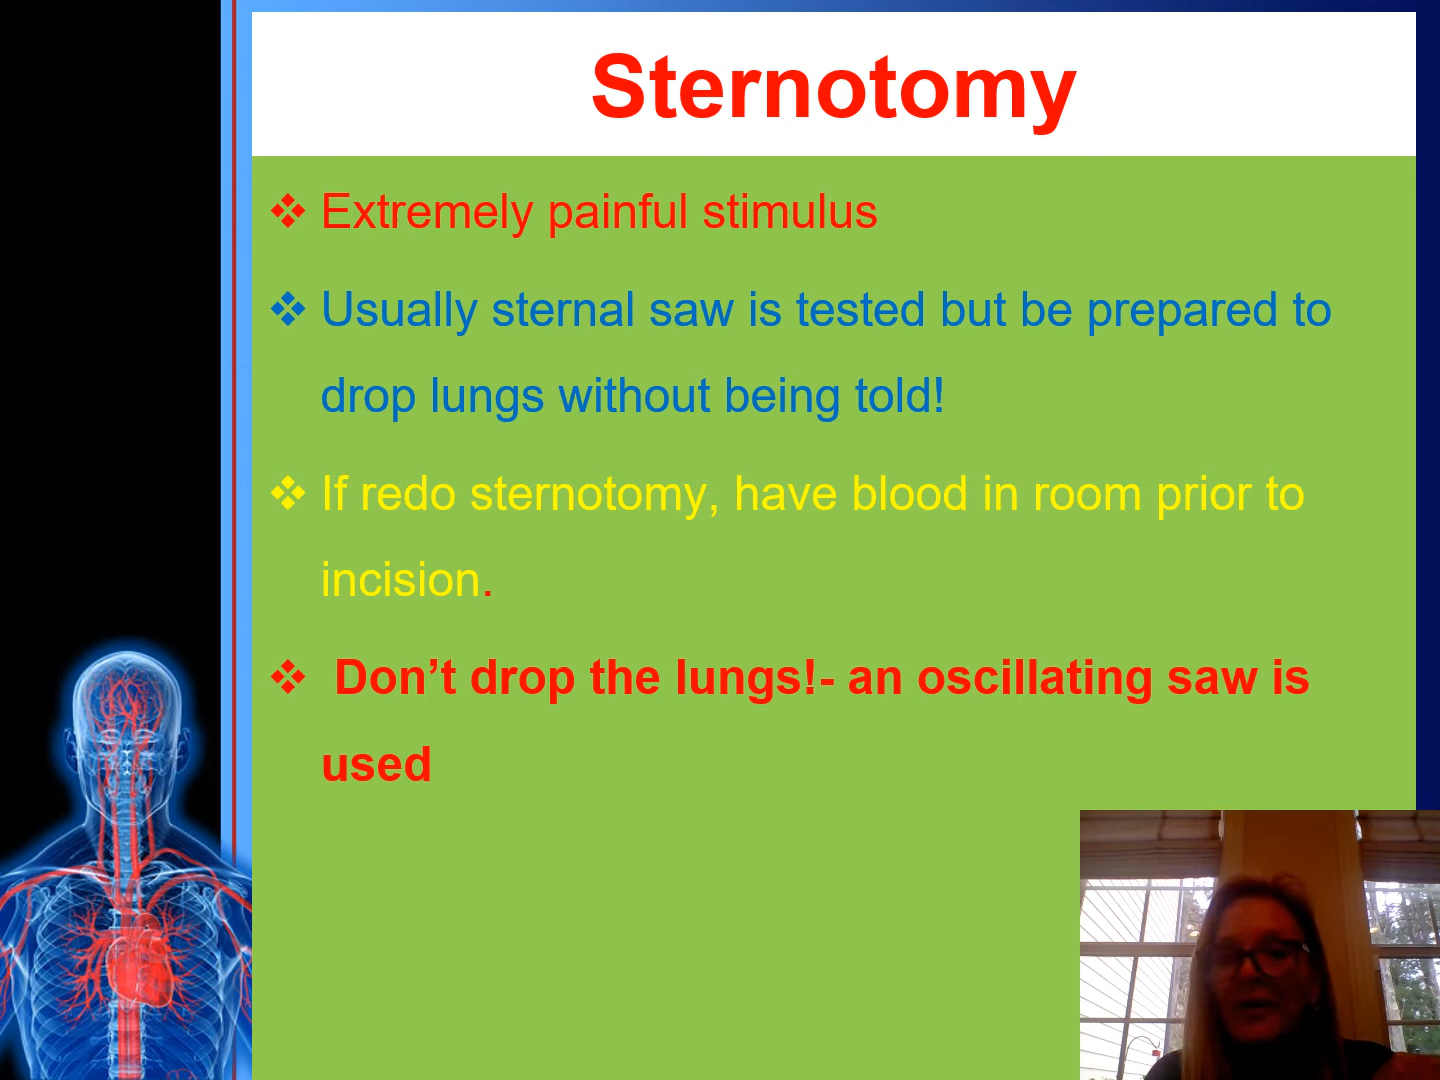 Sternotomy
❖ Extremely painful stimulus
❖ Usually sternal saw is tested but be prepared to
drop lungs without being told!
❖ If redo sternotomy, have blood in room prior to
incision.
❖ Don’t drop the lungs!- an oscillating saw is
used